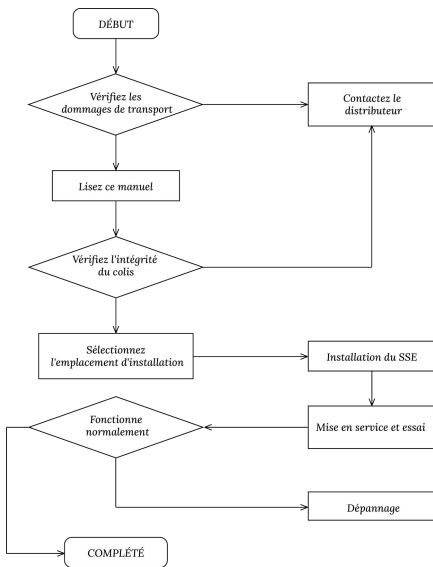 DÉBUT
Vérifiez les
dommages de transport
Contactez le
distributeur
Lisez ce manuel
Vérifiez l'intégrité
du colis
Sélectionnez
l'emplacement d'installation
Installation du SSE
Fonctionne
normalement
Mise en service et essai
Dépannage
COMPLÉTÉ